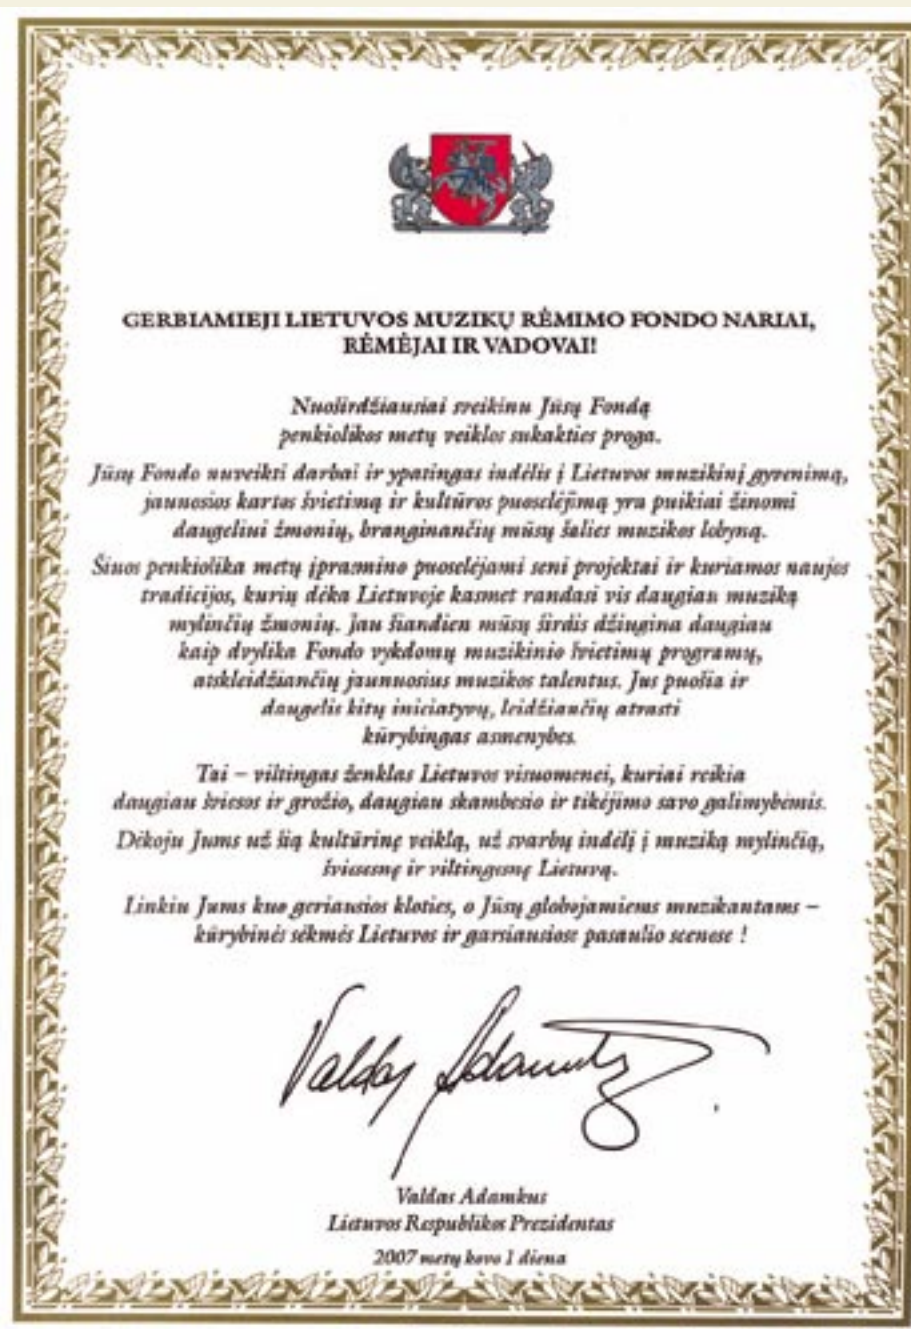 GERBIAMIEJI LIETUVOS MUZIKŲ RĖMIMO FONDO NARIAI,
RĖMĖJAI IR VADOVAI!
Nuoširdžiausiai sveikinu Jūsų Fondą
penkiolikos metų veiklos sukakties proga.
Jūsų Fondo nuveikti darbai ir ypatingas indėlis į Lietuvos muzikinį gyvenimą,
jaunosios kartos švietimą ir kultūros puoselėjimą yra puikiai žinomi
daugeliui žmonių, branginančių mūsų šalies muzikos lobyną.
Šiuos penkiolika metų įprasmino puoselėjami seni projektai ir kuriamos naujos
tradicijos, kurių dėka Lietuvoje kasmet randasi vis daugiau muziką
mylinčių žmonių. Jau šiandien mūsų širdis džiugina daugiau
kaip dvylika Fondo vykdomų muzikinio švietimų programų,
atskleidžiančių jaunuosius muzikos talentus. Jus puošia ir
daugelis kitų iniciatyvų, leidžiančių atrasti
kūrybingas asmenybes.
Tai – viltingas ženklas Lietuvos visuomenei, kuriai reikia
daugiau šviesos ir grožio, daugiau skambesio ir tikėjimo savo galimybėmis.
Dėkoju Jums už šią kultūrinę veiklą, už svarbų indėlį į muziką mylinčią,
šviesesnę ir viltingesnę Lietuvą.
Linkiu Jums kuo geriausios kloties, o Jūsų globojamiems muzikantams –
kūrybinės sėkmės Lietuvos ir garsiausiose pasaulio scenose !
Valdas Adamkus
Valdas Adamkus
Lietuvos Respublikos Prezidentas
2007 metų kovo 1 diena